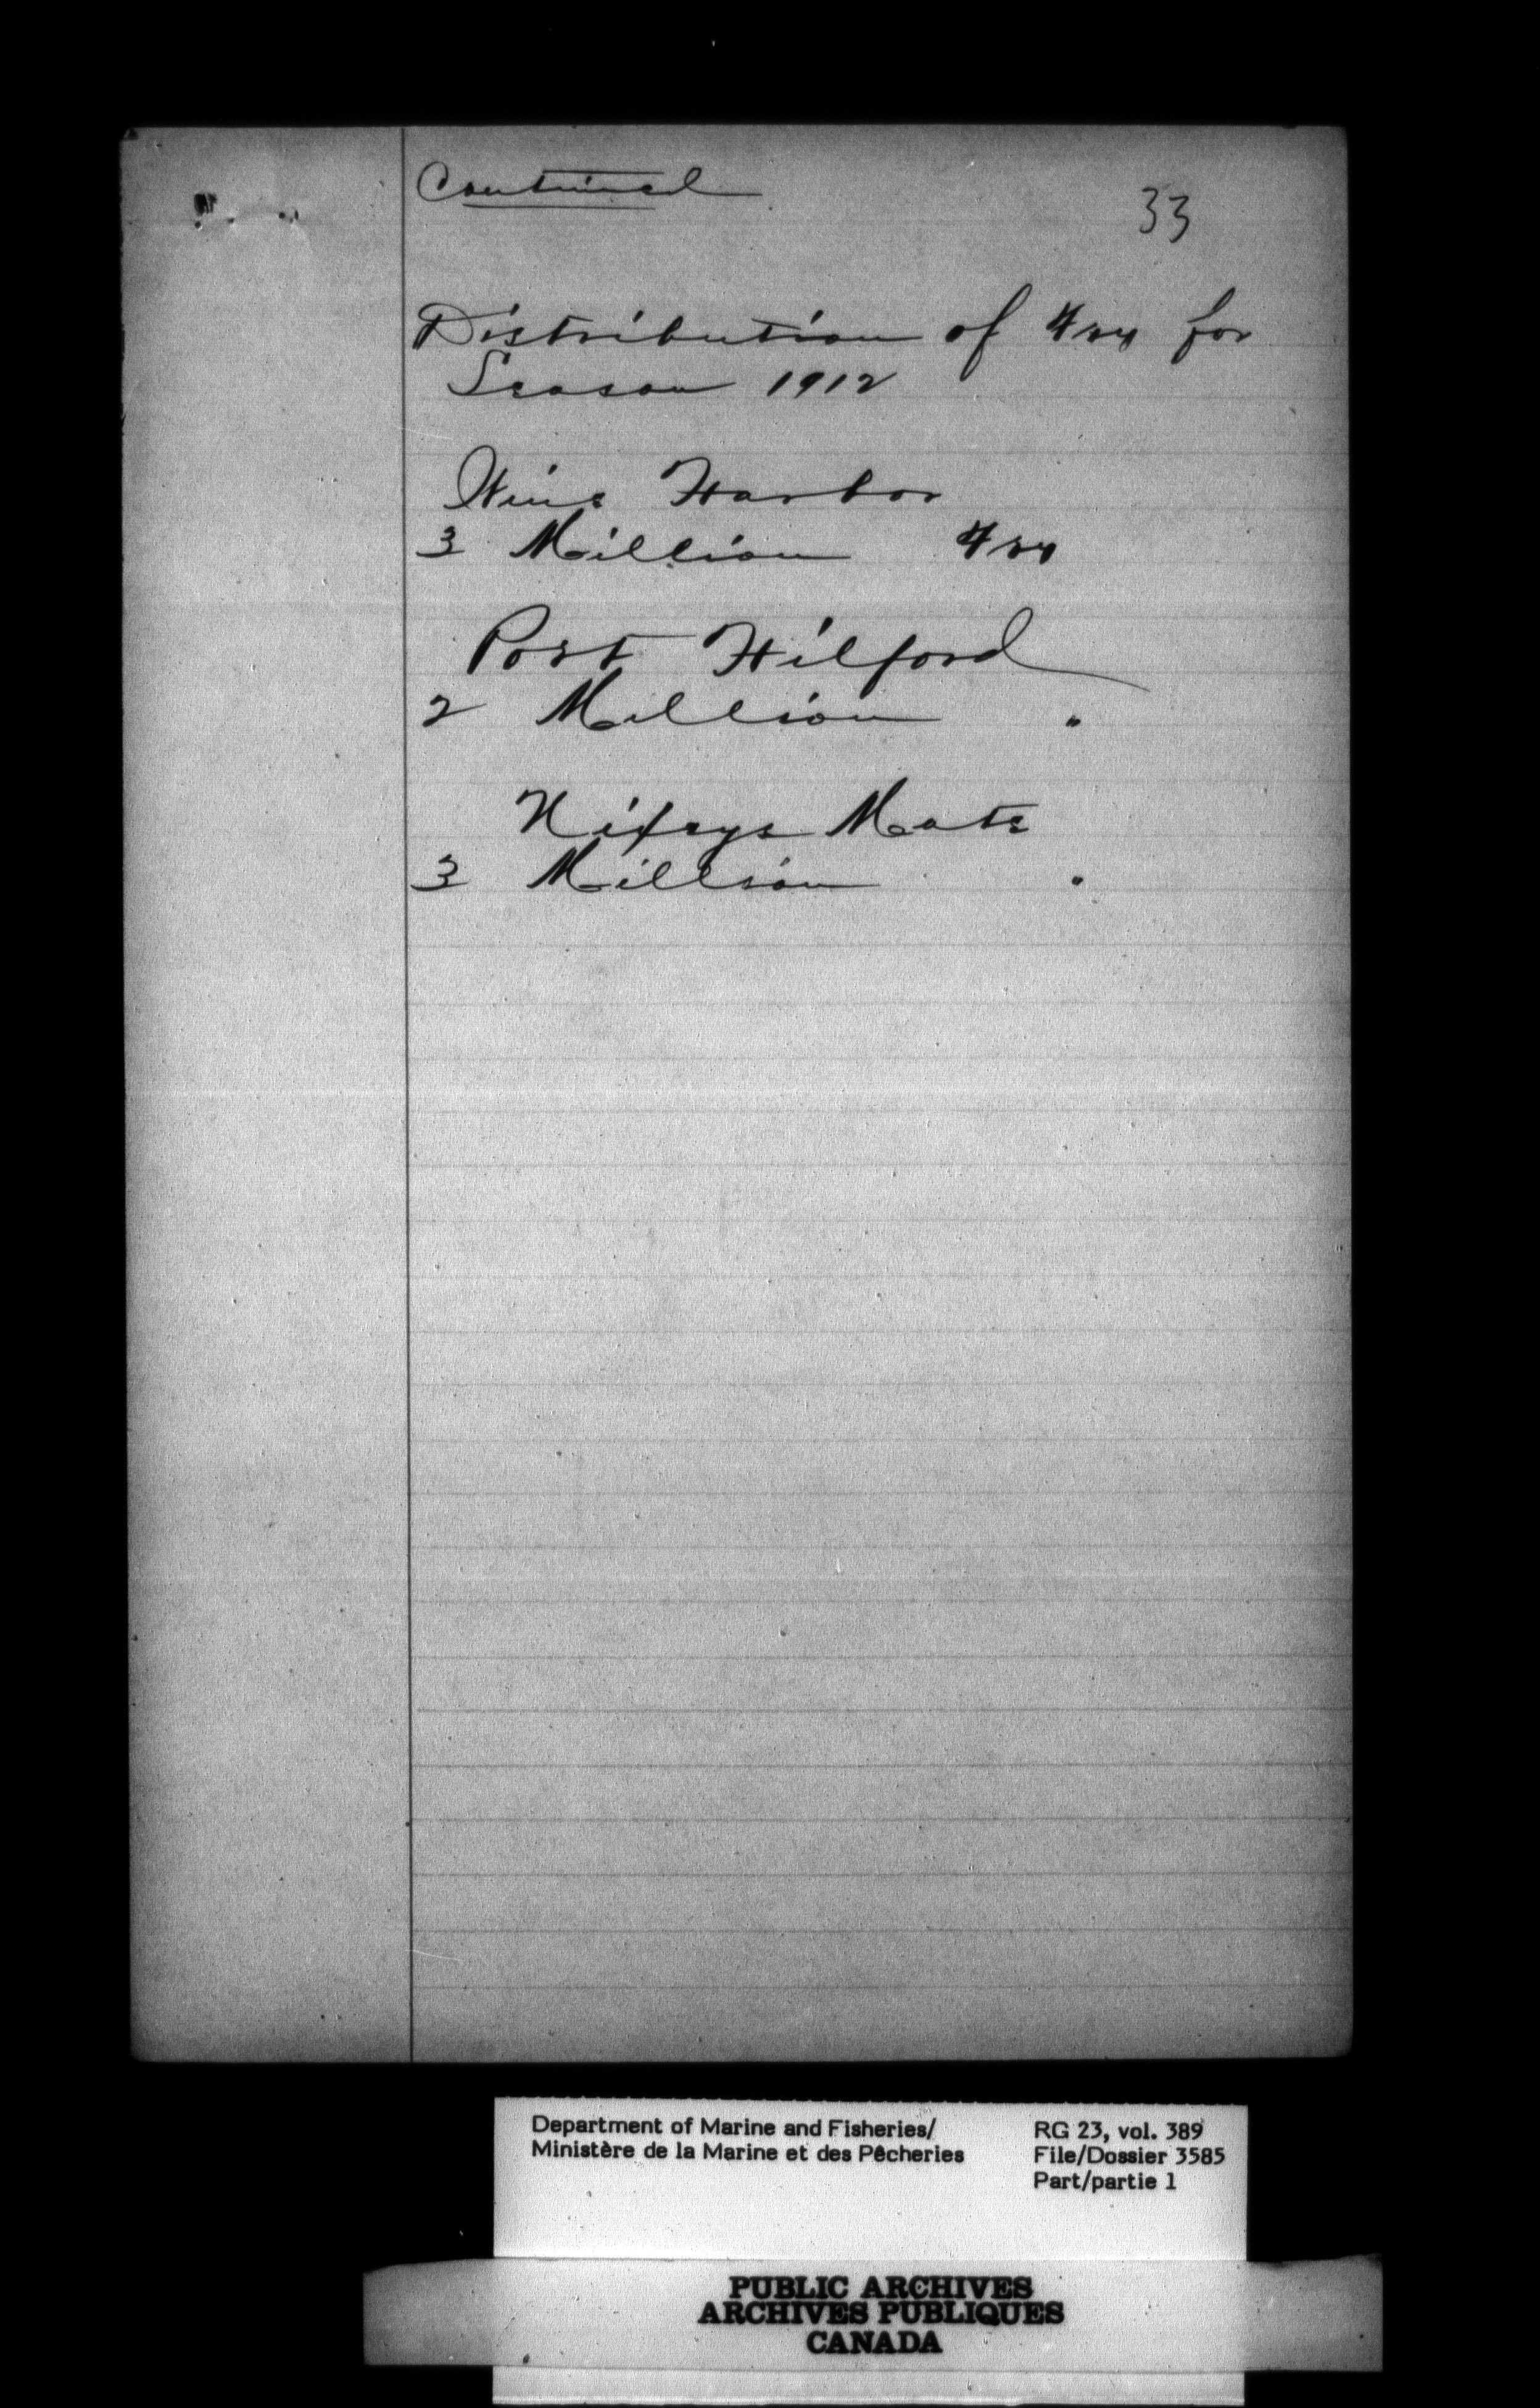 Continued
33
Distribution of Fry for
Season 1912
Wine Harbor
3 Million Fry
Port Hilford
2 Million "
3 Million "
Department of Marine and Fisheries/
Ministère de la Marine et des Pêcheries
RG 23, vol. 389
File/Dossier 3585
Part/partie 1
PUBLIC ARCHIVES
ARCHIVES PUBLIQUES
CANADA